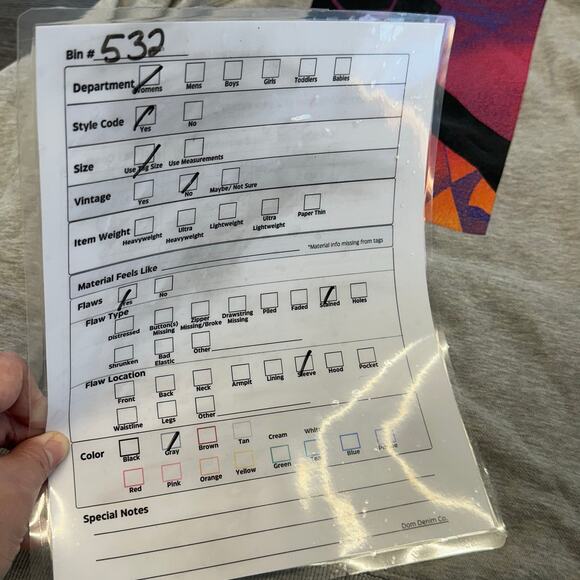 Bin # 532
Department Womens Mens Boys Girls Toddlers Babies
Style Code Yes No
Size Use Tag Size Use Measurements
Vintage Yes No Maybe/ Not Sure
Item Weight Heavyweight Ultra Heavyweight Lightweight Ultra Lightweight Paper Thin
Material Feels Like *Material info missing from tags
Flaws Yes No
Flaw Type Distressed Button(s) Missing Zipper Missing/Broke Drawstring Missing Piled Faded Stained Holes
Shrunken Bad Elastic Other
Flaw Location Front Back Neck Armpit Lining Sleeve Hood Pocket
Waistline Legs Other
Color Black Gray Brown Tan Cream White
Red Pink Orange Yellow Green Teal Blue Purple
Special Notes
Dom Denim Co.